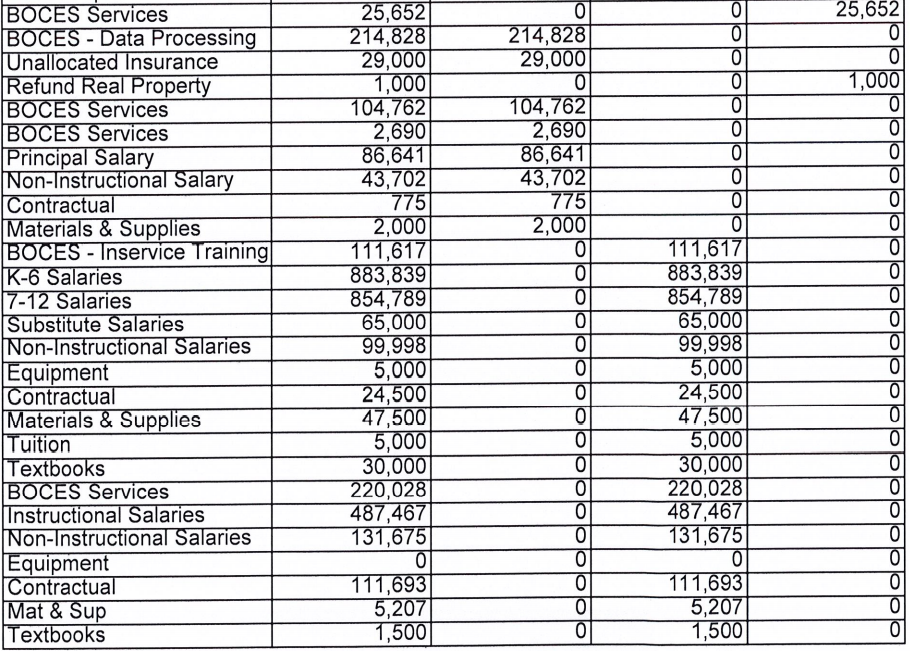 BOCES Services 25,652 0 0 25,652
BOCES - Data Processing 214,828 214,828 0 0
Unallocated Insurance 29,000 29,000 0 0
Refund Real Property 1,000 0 0 1,000
BOCES Services 104,762 104,762 0 0
BOCES Services 2,690 2,690 0 0
Principal Salary 86,641 86,641 0 0
Non-Instructional Salary 43,702 43,702 0 0
Contractual 775 775 0 0
Materials & Supplies 2,000 2,000 0 0
BOCES - Inservice Training 111,617 0 111,617 0
K-6 Salaries 883,839 0 883,839 0
7-12 Salaries 854,789 0 854,789 0
Substitute Salaries 65,000 0 65,000 0
Non-Instructional Salaries 99,998 0 99,998 0
Equipment 5,000 0 5,000 0
Contractual 24,500 0 24,500 0
Materials & Supplies 47,500 0 47,500 0
Tuition 5,000 0 5,000 0
Textbooks 30,000 0 30,000 0
BOCES Services 220,028 0 220,028 0
Instructional Salaries 487,467 0 487,467 0
Non-Instructional Salaries 131,675 0 131,675 0
Equipment 0 0 0 0
Contractual 111,693 0 111,693 0
Mat & Sup 5,207 0 5,207 0
Textbooks 1,500 0 1,500 0